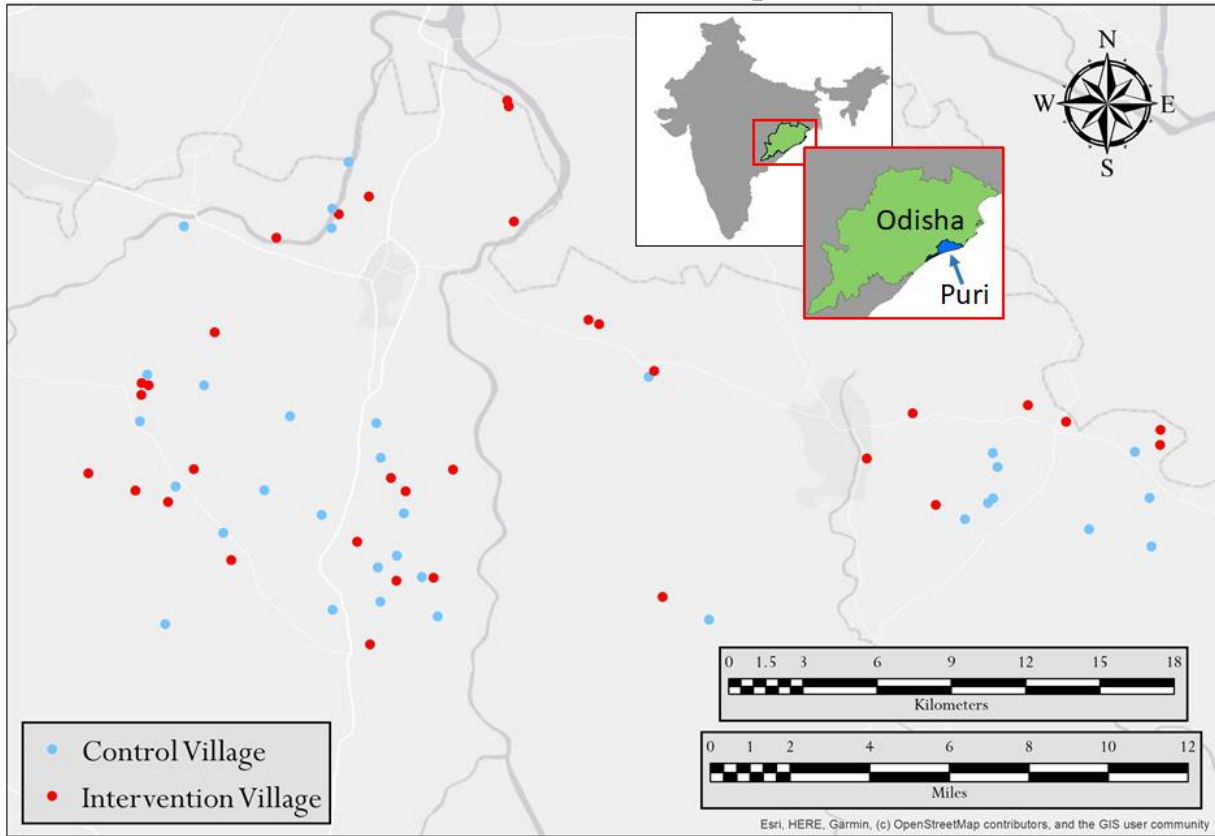 N
W E
S
Odisha
Puri
0 1.5 3 6 9 12 15 18
Kilometers
0 1 2 4 6 8 10 12
Miles
Control Village
Intervention Village
Esri, HERE, Garmin, (c) OpenStreetMap contributors, and the GIS user community